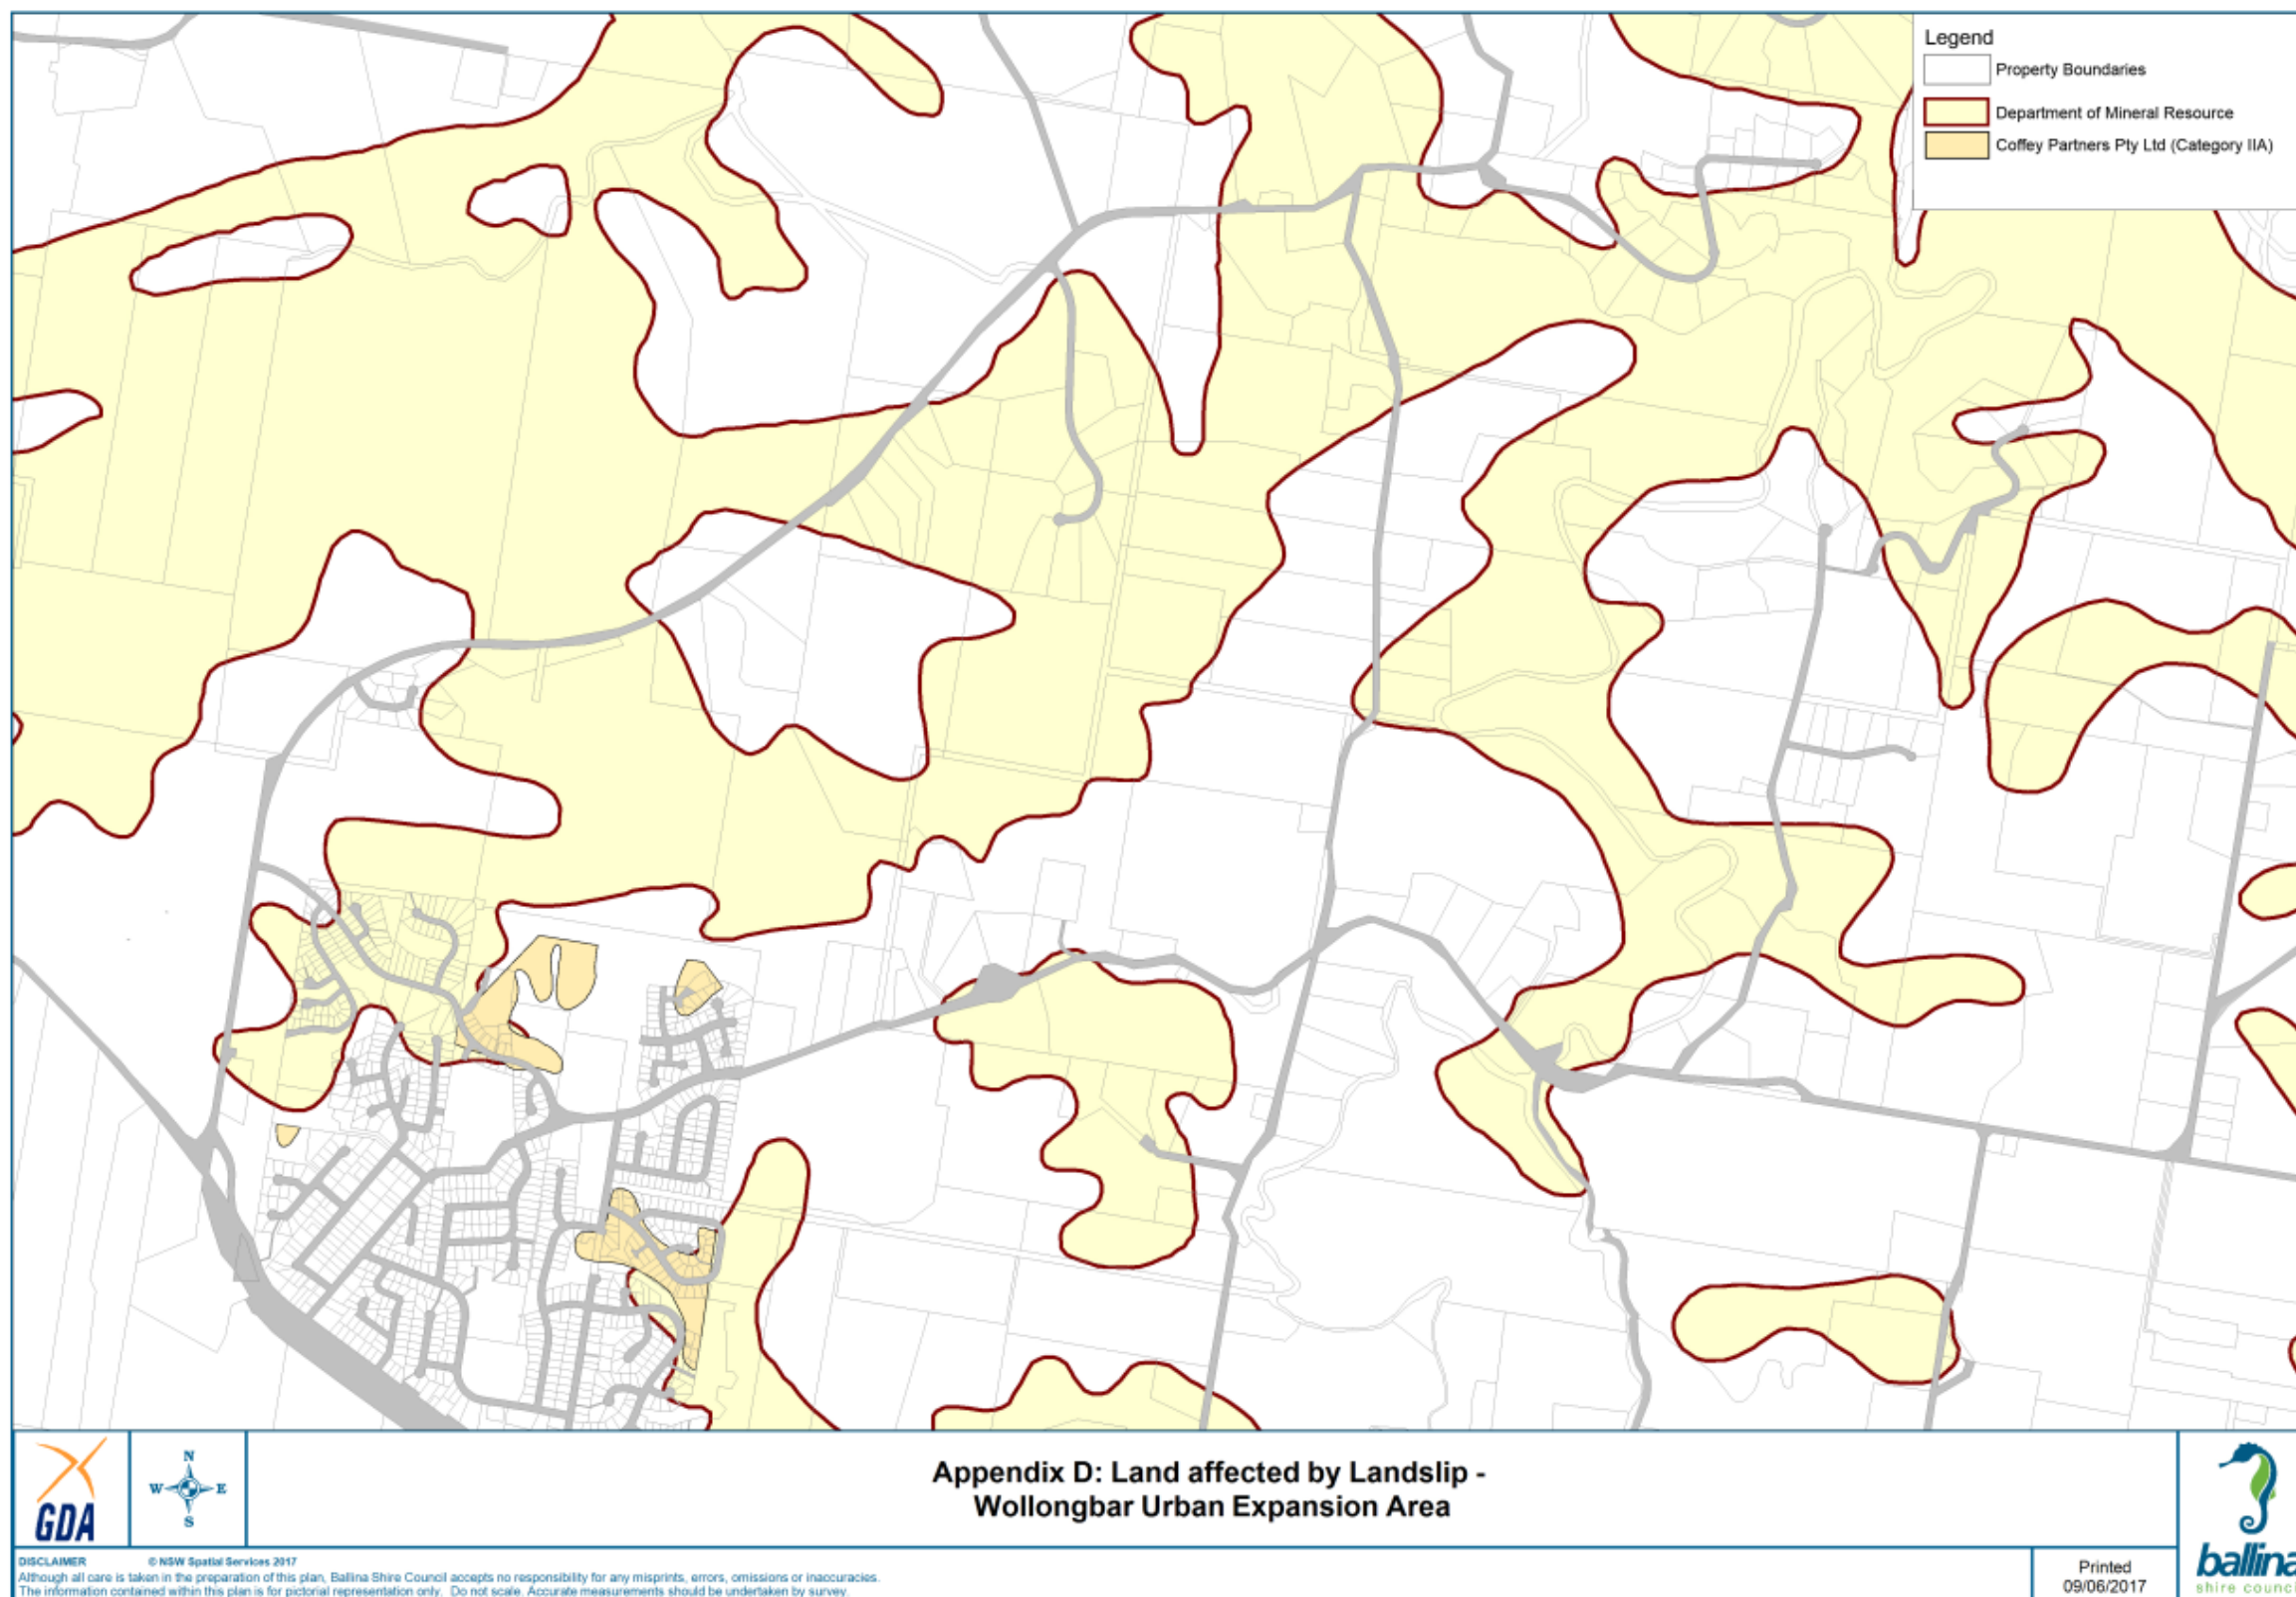 Legend
Property Boundaries
Department of Mineral Resource
Coffey Partners Pty Ltd (Category IIA)
GDA
N
W E
S
Appendix D: Land affected by Landslip -
Wollongbar Urban Expansion Area
DISCLAIMER © NSW Spatial Services 2017
Although all care is taken in the preparation of this plan, Ballina Shire Council accepts no responsibility for any misprints, errors, omissions or inaccuracies.
The information contained within this plan is for pictorial representation only. Do not scale. Accurate measurements should be undertaken by survey.
Printed
09/06/2017
ballina
shire counci